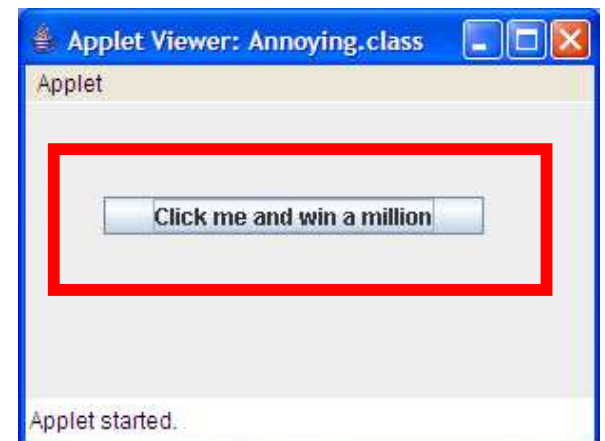 Applet Viewer: Annoying.class
Applet
Click me and win a million
Applet started.